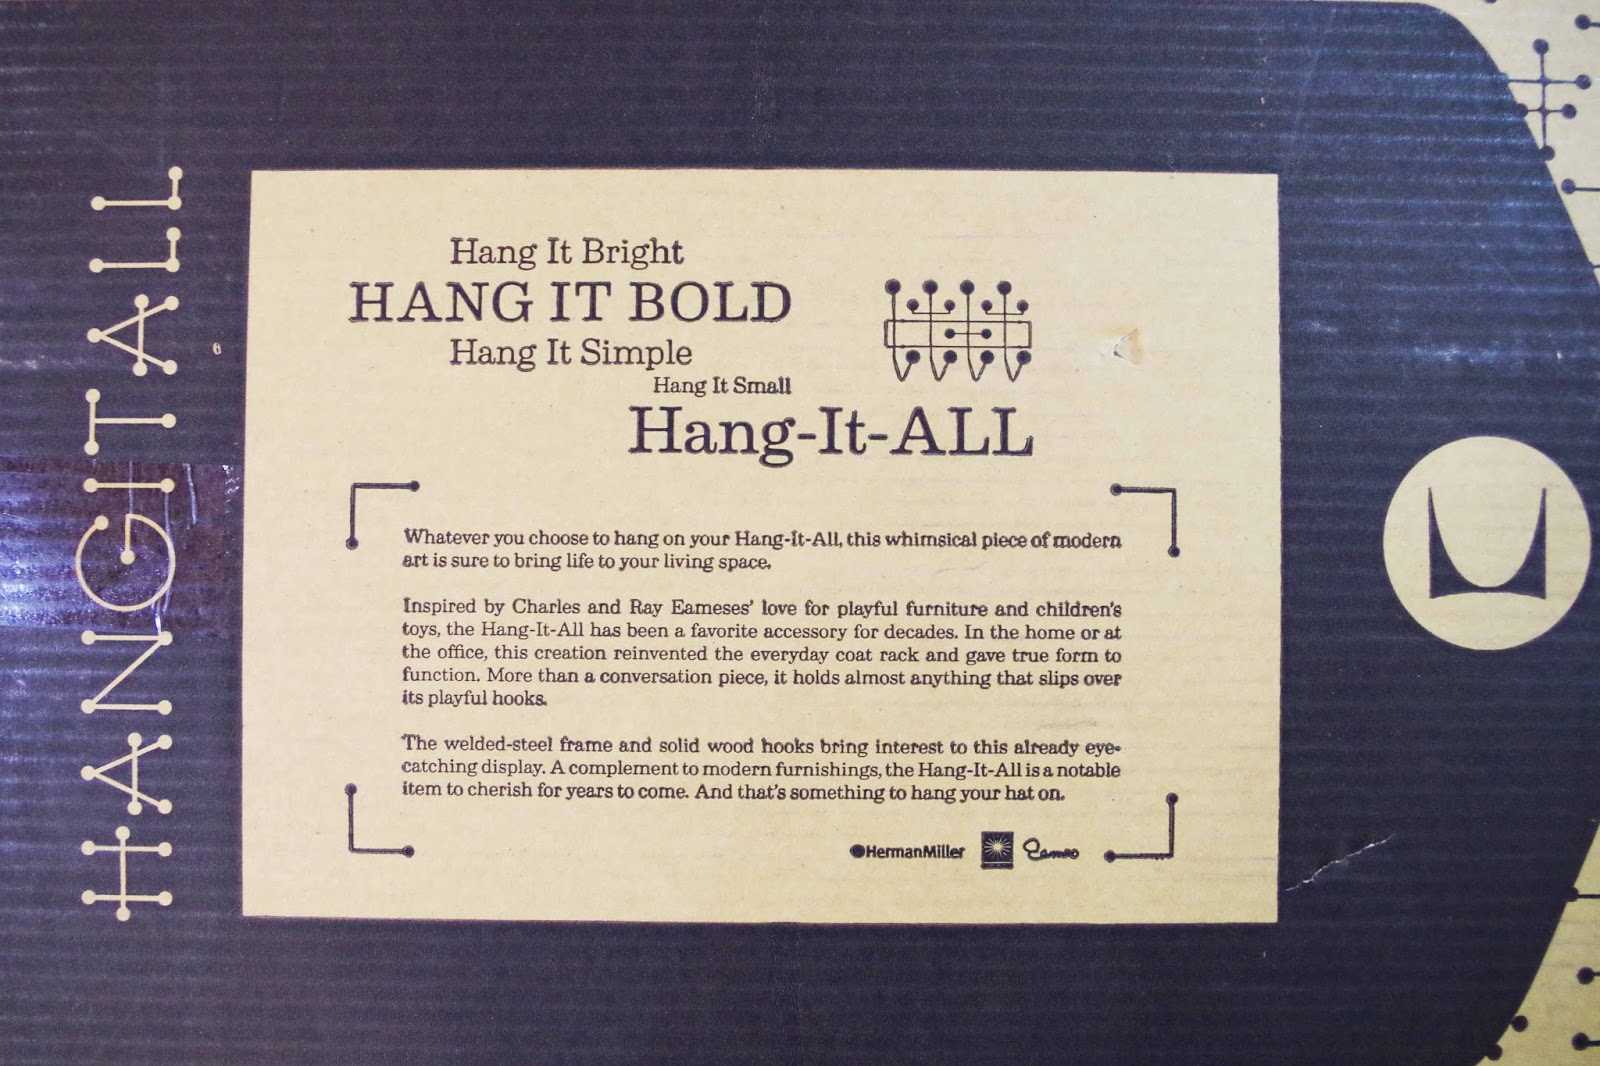 HANG IT ALL
Hang It Bright
HANG IT BOLD
Hang It Simple
Hang It Small
Hang-It-ALL
Whatever you choose to hang on your Hang-It-All, this whimsical piece of modern
art is sure to bring life to your living space.
Inspired by Charles and Ray Eameses' love for playful furniture and children's
toys, the Hang-It-All has been a favorite accessory for decades. In the home or at
the office, this creation reinvented the everyday coat rack and gave true form to
function. More than a conversation piece, it holds almost anything that slips over
its playful hooks.
The welded-steel frame and solid wood hooks bring interest to this already eye-
catching display. A complement to modern furnishings, the Hang-It-All is a notable
item to cherish for years to come. And that's something to hang your hat on.
HermanMiller Eames